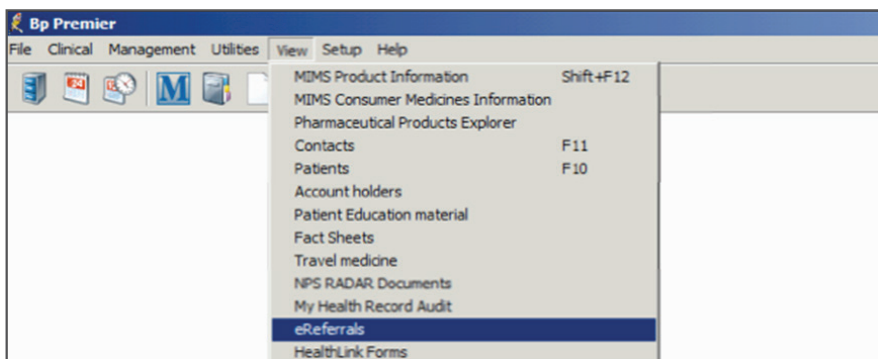 Bp Premier
File Clinical Management Utilities View Setup Help
M
MIMS Product Information Shift+F12
MIMS Consumer Medicines Information
Pharmaceutical Products Explorer
Contacts F11
Patients F10
Account holders
Patient Education material
Fact Sheets
Travel medicine
NPS RADAR Documents
My Health Record Audit
eReferrals
HealthLink Forms